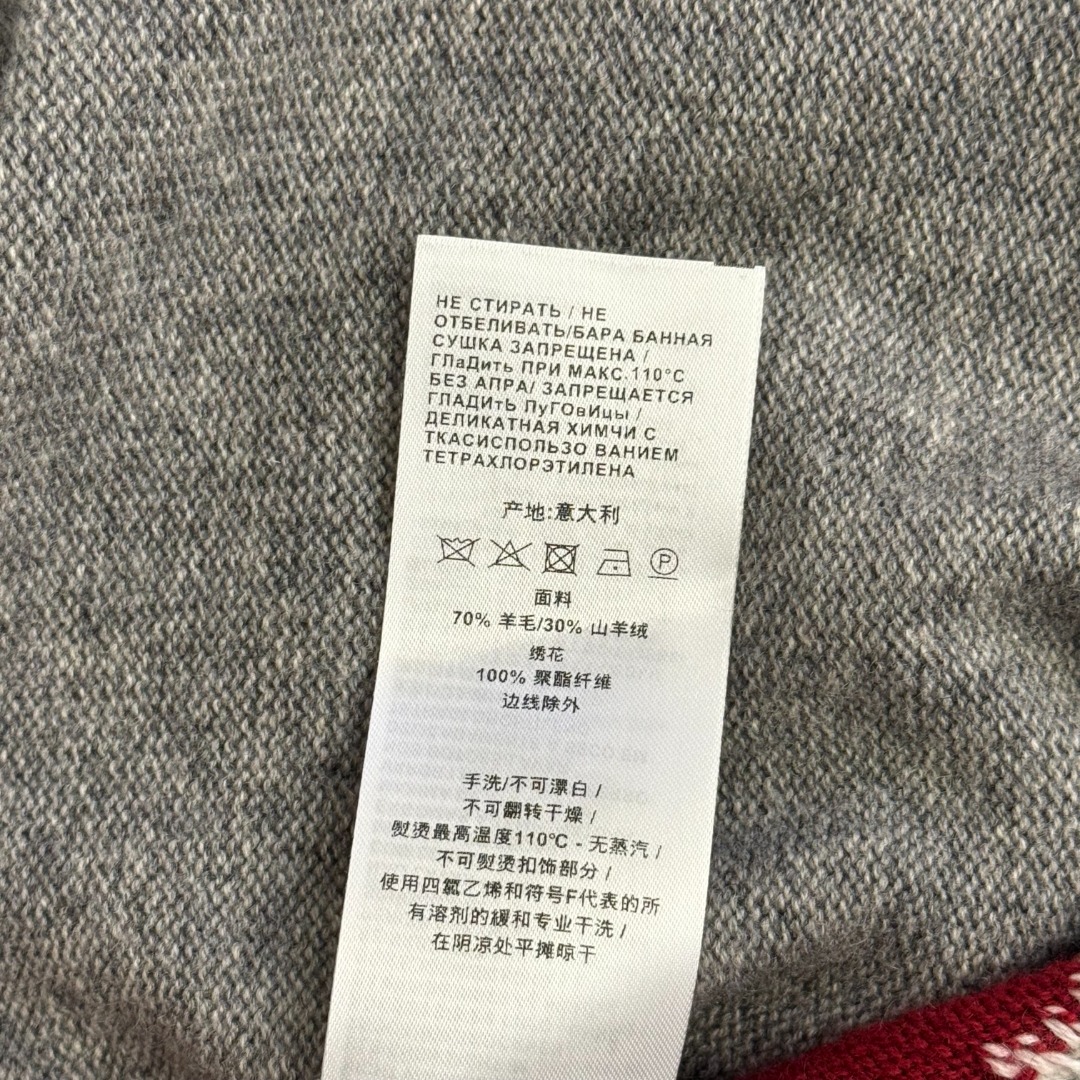 НЕ СТИРАТЬ / НЕ
ОТБЕЛИВАТЬ/БАРА БАННАЯ
СУШКА ЗАПРЕЩЕНА /
ГЛаДить ПРИ МАКС.110°С
БЕЗ АПРА/ ЗАПРЕЩАЕТСЯ
ГЛАДИтЬ ПуГОвИцы /
ДЕЛИКАТНАЯ ХИМЧИ С
ТКАСИСПОЛЬЗО ВАНИЕМ
ТЕТРАХЛОРЭТИЛЕНА
产地:意大利
P
面料
70% 羊毛/30% 山羊绒
绣花
100% 聚酯纤维
边线除外
手洗/不可漂白 /
不可翻转干燥 /
熨烫最高温度110℃ - 无蒸汽 /
不可熨烫扣饰部分 /
使用四氯乙烯和符号F代表的所
有溶剂的緩和专业干洗 /
在阴凉处平摊晾干